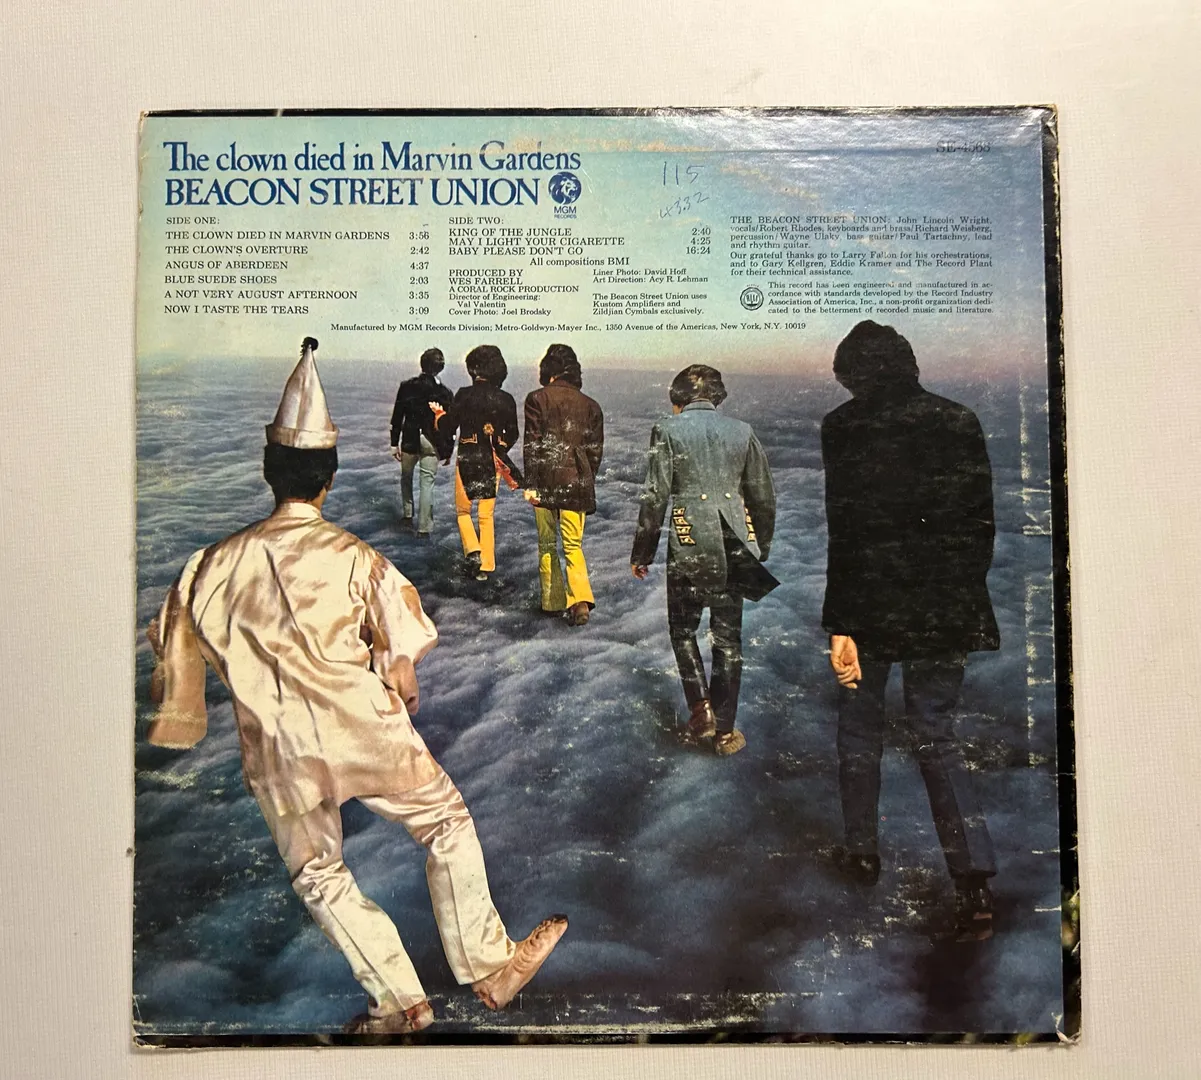 The clown died in Marvin Gardens
BEACON STREET UNION
MGM
RECORDS
SE-4568
115
SIDE ONE:
THE CLOWN DIED IN MARVIN GARDENS 3:56
THE CLOWN'S OVERTURE 2:42
ANGUS OF ABERDEEN 4:37
BLUE SUEDE SHOES 2:03
A NOT VERY AUGUST AFTERNOON 3:35
NOW I TASTE THE TEARS 3:09
SIDE TWO:
KING OF THE JUNGLE 2:40
MAY I LIGHT YOUR CIGARETTE 4:25
BABY PLEASE DON'T GO 16:24
All compositions BMI
PRODUCED BY
WES FARRELL
A CORAL ROCK PRODUCTION
Director of Engineering:
Val Valentin
Cover Photo: Joel Brodsky
Liner Photo: David Hoff
Art Direction: Acy R. Lehman
The Beacon Street Union uses
Kustom Amplifiers and
Zildjian Cymbals exclusively.
THE BEACON STREET UNION: John Lincoln Wright,
vocals/Robert Rhodes, keyboards and brass/Richard Weisberg,
percussion/Wayne Ulaky, bass guitar/Paul Tartachny, lead
and rhythm guitar.
Our grateful thanks go to Larry Fallon for his orchestrations,
and to Gary Kellgren, Eddie Kramer and The Record Plant
for their technical assistance.
This record has been engineered and manufactured in ac-
cordance with standards developed by the Record Industry
Association of America, Inc., a non-profit organization dedi-
cated to the betterment of recorded music and literature.
Manufactured by MGM Records Division; Metro-Goldwyn-Mayer Inc., 1350 Avenue of the Americas, New York, N.Y. 10019